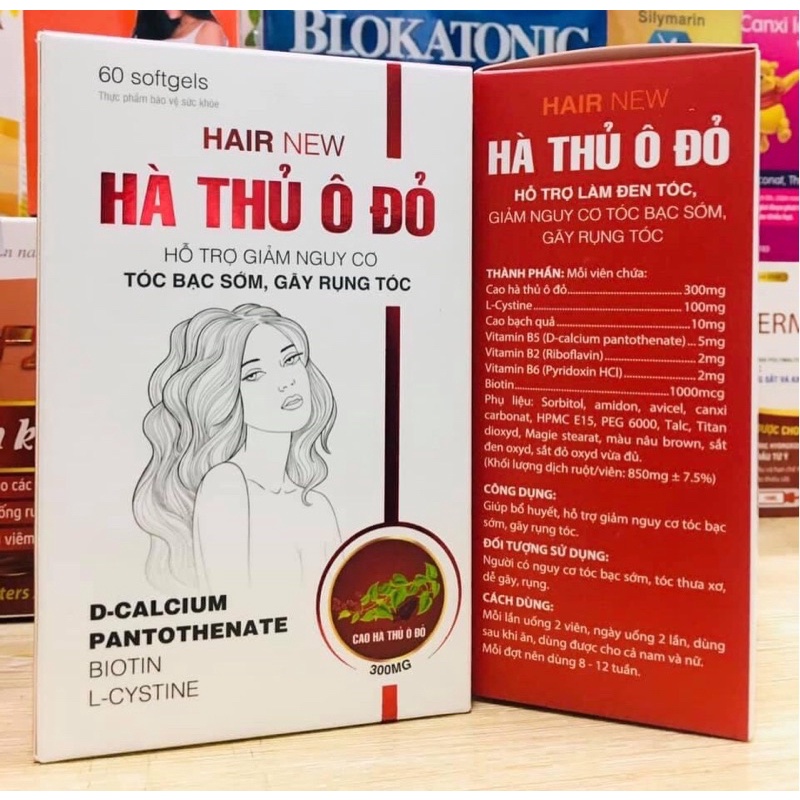 BLOKATONIC
Silymarin
60 softgels
Thực phẩm bảo vệ sức khỏe
HAIR NEW
HÀ THỦ Ô ĐỎ
HỖ TRỢ GIẢM NGUY CƠ
TÓC BẠC SỚM, GÃY RỤNG TÓC
D-CALCIUM
PANTOTHENATE
BIOTIN
L-CYSTINE
CAO HÀ THỦ Ô ĐỎ
300MG
HAIR NEW
HÀ THỦ Ô ĐỎ
HỖ TRỢ LÀM ĐEN TÓC,
GIẢM NGUY CƠ TÓC BẠC SỚM,
GÃY RỤNG TÓC
THÀNH PHẦN: Mỗi viên chứa:
Cao hà thủ ô đỏ...................300mg
L-Cystine...................100mg
Cao bạch quả...................10mg
Vitamin B5 (D-calcium pantothenate)...5mg
Vitamin B2 (Riboflavin)...................2mg
Vitamin B6 (Pyridoxin HCl)...................2mg
Biotin...................1000mcg
Phụ liệu: Sorbitol, amidon, avicel, canxi
carbonat, HPMC E15, PEG 6000, Talc, Titan
dioxyd, Magie stearat, màu nâu brown, sắt
đen oxyd, sắt đỏ oxyd vừa đủ.
(Khối lượng dịch ruột/viên: 850mg ± 7.5%)
CÔNG DỤNG:
Giúp bổ huyết, hỗ trợ giảm nguy cơ tóc bạc
sớm, gãy rụng tóc.
ĐỐI TƯỢNG SỬ DỤNG:
Người có nguy cơ tóc bạc sớm, tóc thưa xơ,
dễ gãy, rụng.
CÁCH DÙNG:
Mỗi lần uống 2 viên, ngày uống 2 lần, dùng
sau khi ăn, dùng được cho cả nam và nữ.
Mỗi đợt nên dùng 8 - 12 tuần.